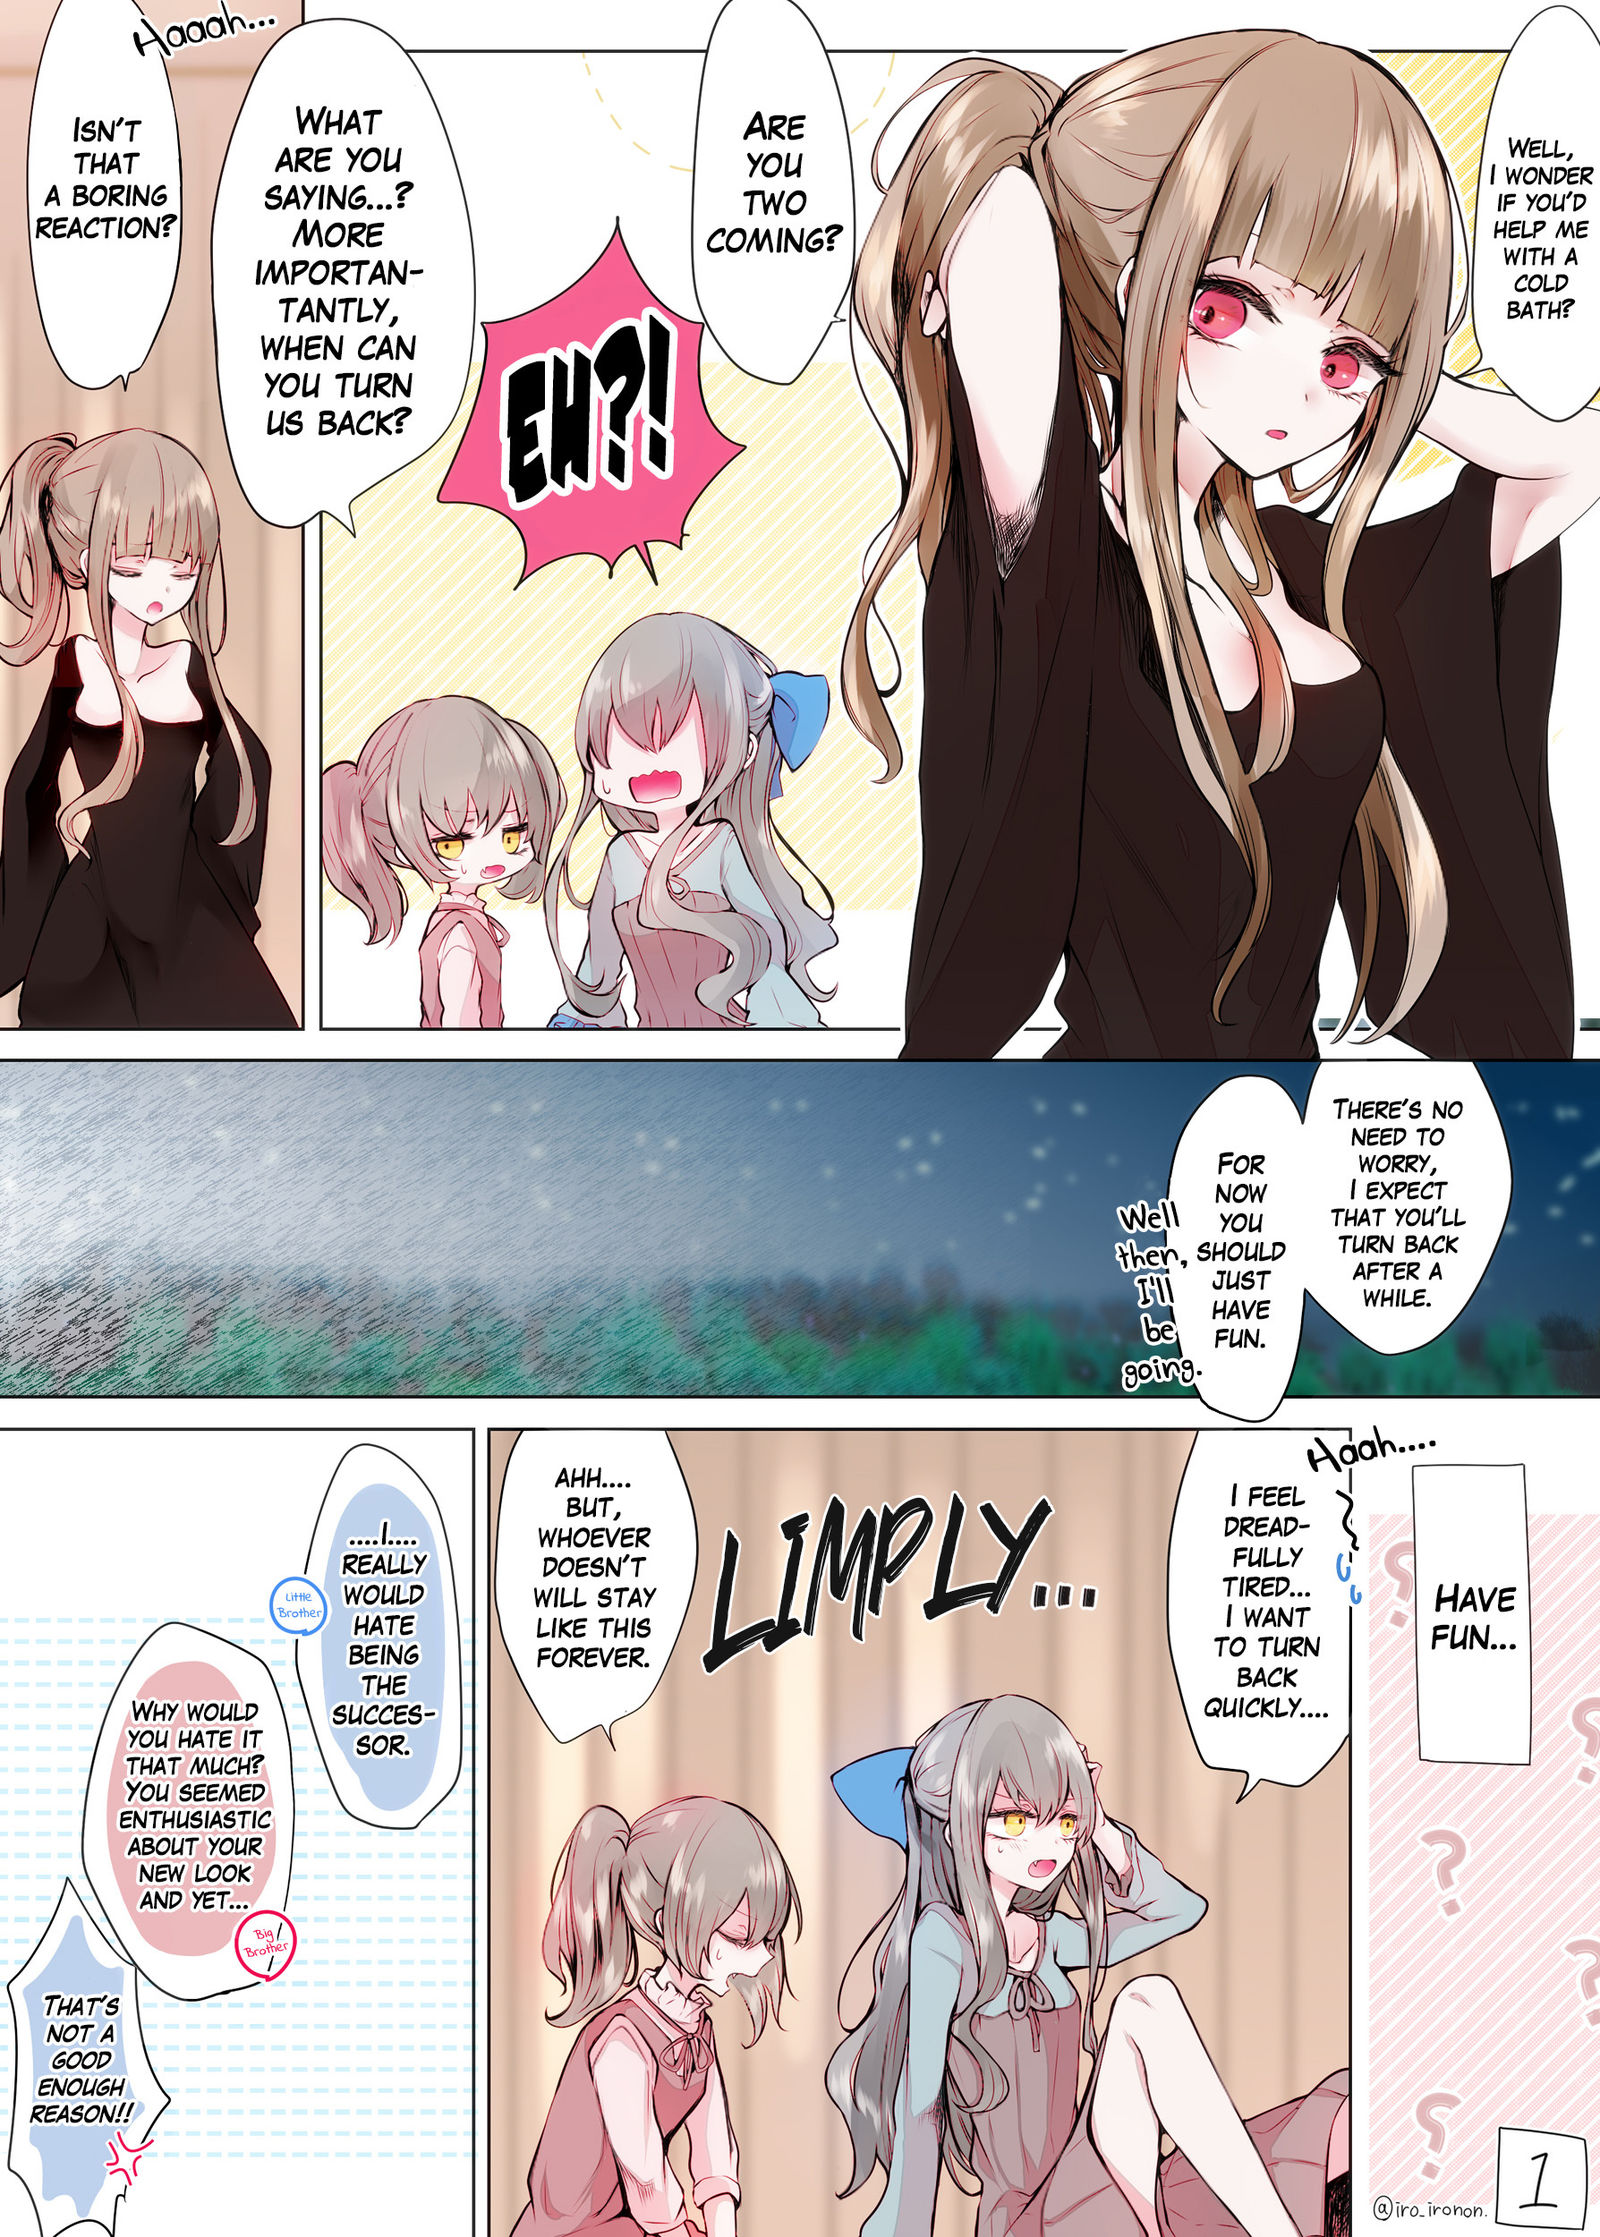 WELL,
I WONDER
IF YOU'D
HELP ME
WITH A
COLD
BATH?
ARE
YOU
TWO
COMING?
EH?!
WHAT
ARE YOU
SAYING...?
MORE
IMPORTAN-
TANTLY,
WHEN CAN
YOU TURN
US BACK?
Haaah...
ISN'T
THAT
A BORING
REACTION?
THERE'S NO
NEED TO
WORRY,
I EXPECT
THAT YOU'LL
TURN BACK
AFTER A
WHILE.
FOR
NOW
YOU
SHOULD
JUST
HAVE
FUN.
Well
then,
I'll
be
going.
HAVE
FUN...
Haah....
I FEEL
DREAD-
FULLY
TIRED...
I WANT
TO TURN
BACK
QUICKLY....
LIMPLY...
AHH....
BUT,
WHOEVER
DOESN'T
WILL STAY
LIKE THIS
FOREVER.
....I....
REALLY
WOULD
HATE
BEING
THE
SUCCES-
SOR.
Little
Brother
WHY WOULD
YOU HATE IT
THAT MUCH?
YOU SEEMED
ENTHUSIASTIC
ABOUT YOUR
NEW LOOK
AND YET...
Big
Brother
THAT'S
NOT A
GOOD
ENOUGH
REASON!!
? ? ? ? ?
@iro_ironon.
1